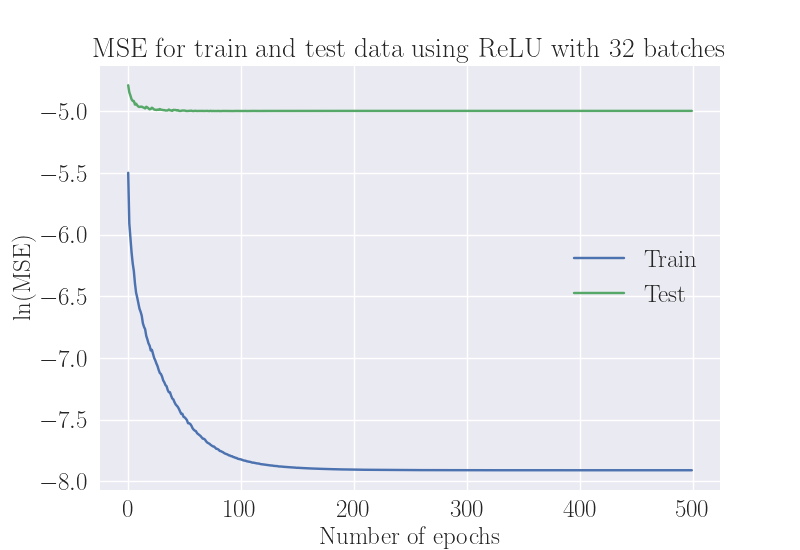 MSE for train and test data using ReLU with 32 batches
−5.0
−5.5
−6.0
−6.5
−7.0
−7.5
−8.0
ln(MSE)
Train
Test
0 100 200 300 400 500
Number of epochs